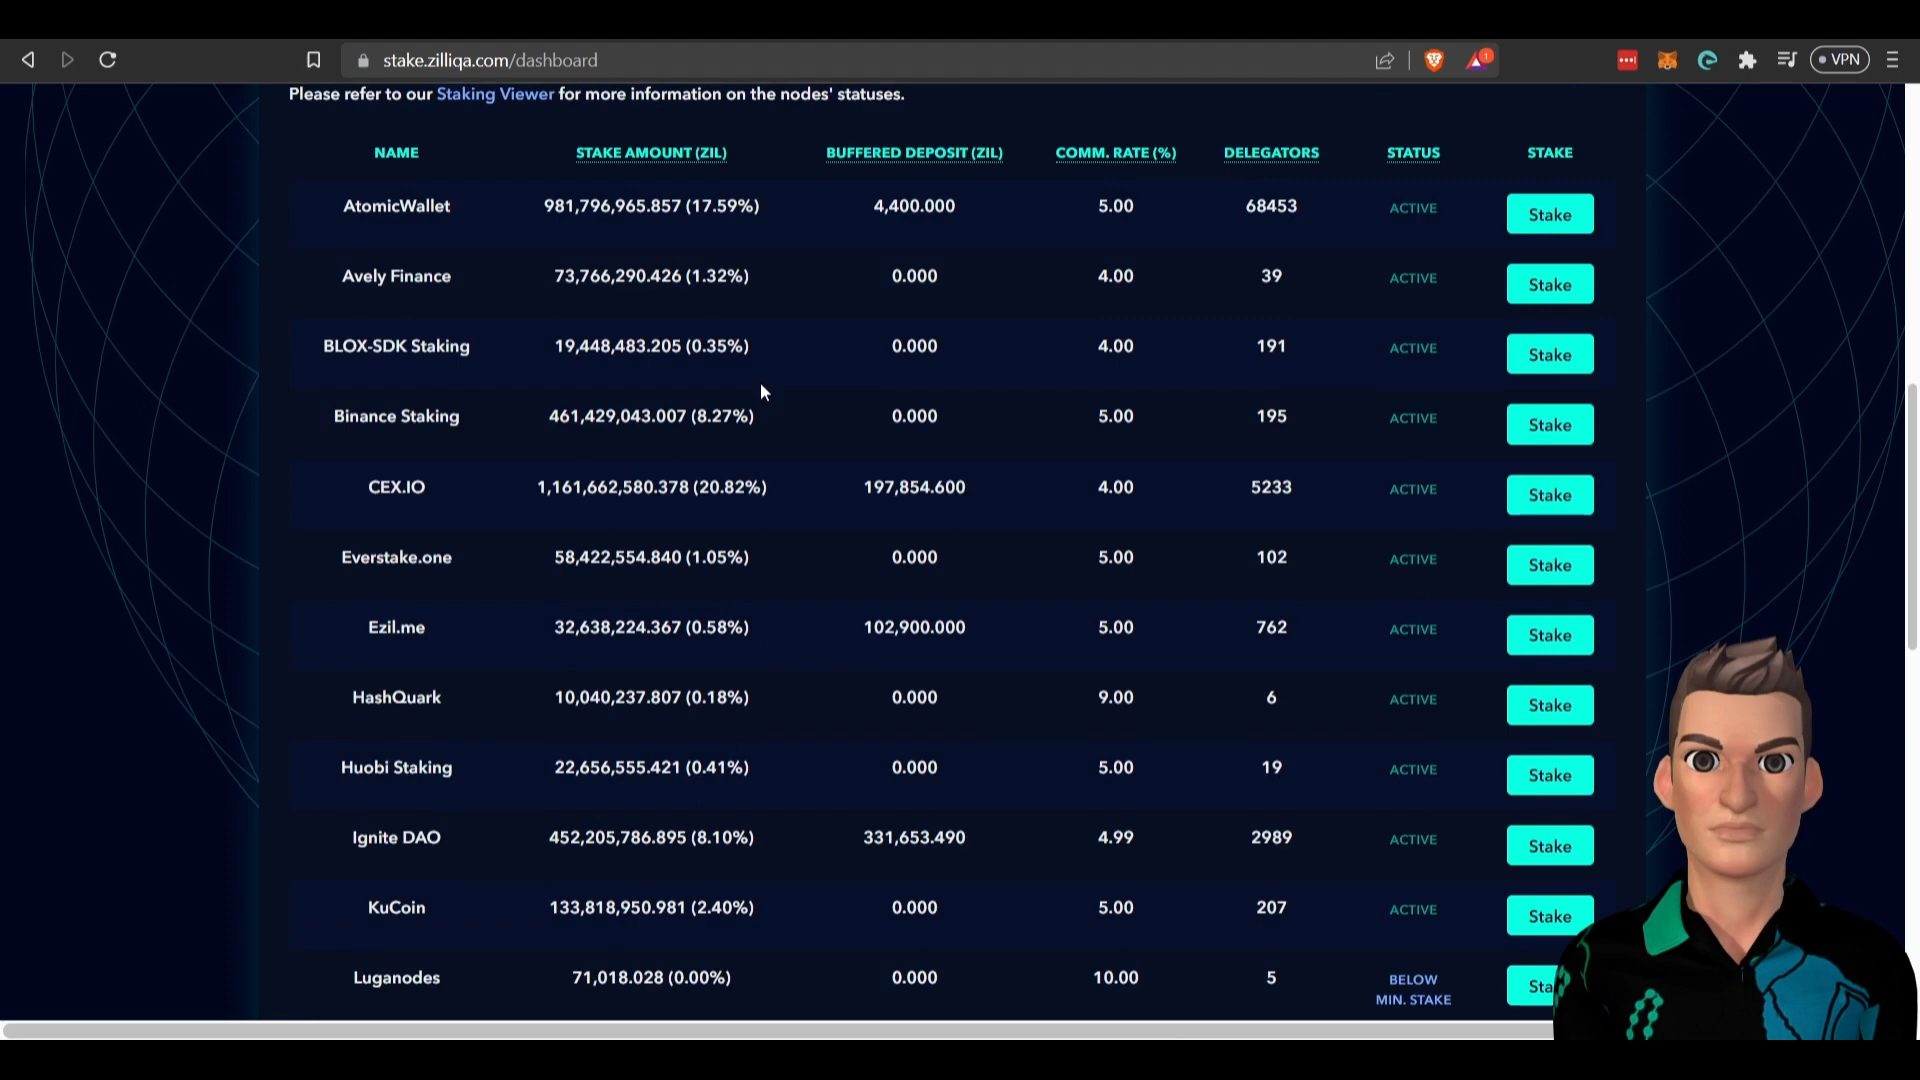 stake.zilliqa.com/dashboard
1
VPN
Please refer to our Staking Viewer for more information on the nodes' statuses.
NAME STAKE AMOUNT (ZIL) BUFFERED DEPOSIT (ZIL) COMM. RATE (%) DELEGATORS STATUS STAKE
AtomicWallet 981,796,965.857 (17.59%) 4,400.000 5.00 68453 ACTIVE Stake
Avely Finance 73,766,290.426 (1.32%) 0.000 4.00 39 ACTIVE Stake
BLOX-SDK Staking 19,448,483.205 (0.35%) 0.000 4.00 191 ACTIVE Stake
Binance Staking 461,429,043.007 (8.27%) 0.000 5.00 195 ACTIVE Stake
CEX.IO 1,161,662,580.378 (20.82%) 197,854.600 4.00 5233 ACTIVE Stake
Everstake.one 58,422,554.840 (1.05%) 0.000 5.00 102 ACTIVE Stake
Ezil.me 32,638,224.367 (0.58%) 102,900.000 5.00 762 ACTIVE Stake
HashQuark 10,040,237.807 (0.18%) 0.000 9.00 6 ACTIVE Stake
Huobi Staking 22,656,555.421 (0.41%) 0.000 5.00 19 ACTIVE Stake
Ignite DAO 452,205,786.895 (8.10%) 331,653.490 4.99 2989 ACTIVE Stake
KuCoin 133,818,950.981 (2.40%) 0.000 5.00 207 ACTIVE Stake
Luganodes 71,018.028 (0.00%) 0.000 10.00 5 BELOW MIN. STAKE Sta